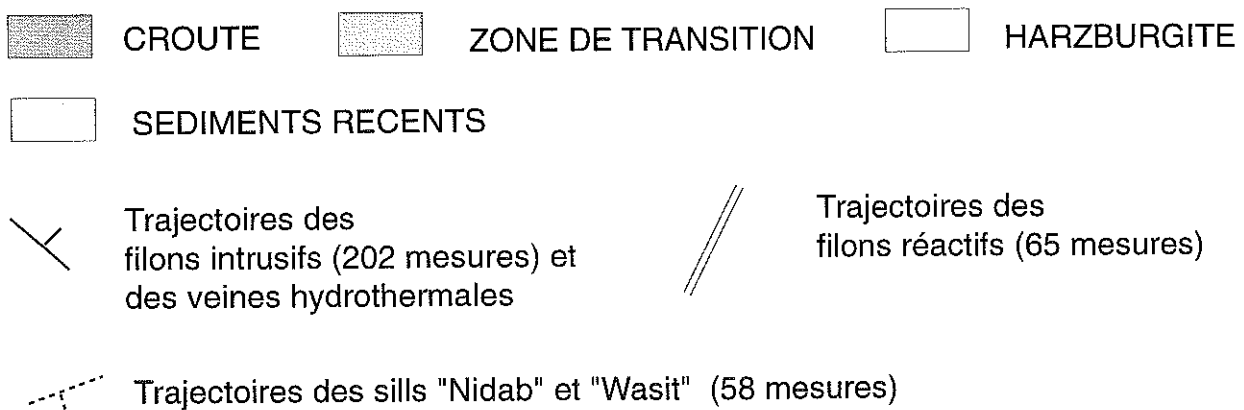 CROUTE ZONE DE TRANSITION HARZBURGITE
SEDIMENTS RECENTS
Trajectoires des
filons intrusifs (202 mesures) et
des veines hydrothermales
Trajectoires des
filons réactifs (65 mesures)
Trajectoires des sills "Nidab" et "Wasit" (58 mesures)